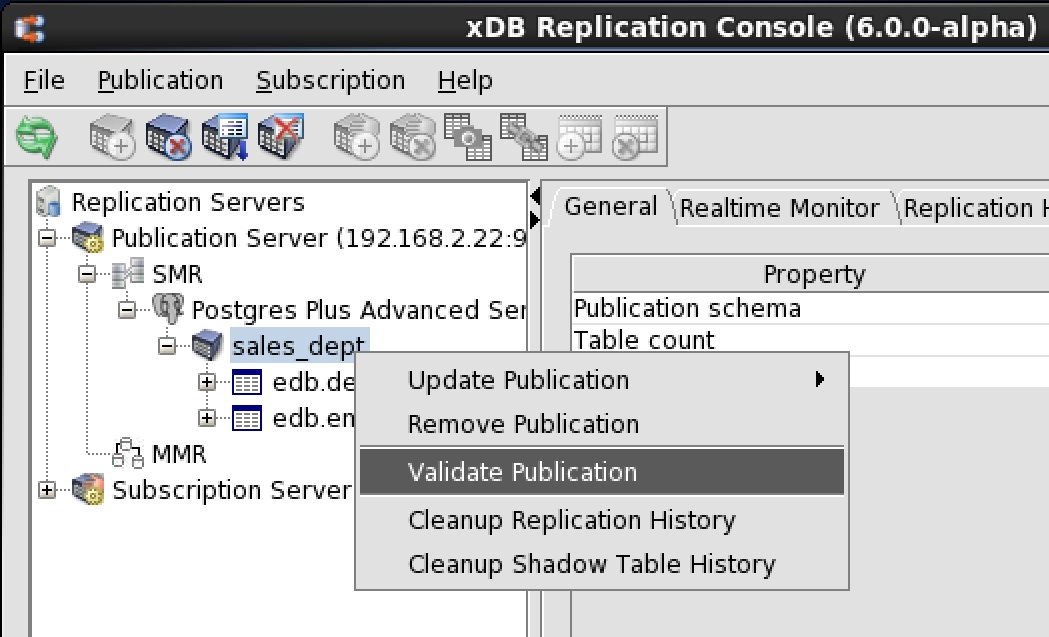 xDB Replication Console (6.0.0-alpha)
File Publication Subscription Help
Replication Servers
Publication Server (192.168.2.22:9
SMR
Postgres Plus Advanced Ser
sales_dept
edb.de
edb.en
MMR
Subscription Server
General Realtime Monitor Replication H
Property
Publication schema
Table count
Update Publication
Remove Publication
Validate Publication
Cleanup Replication History
Cleanup Shadow Table History